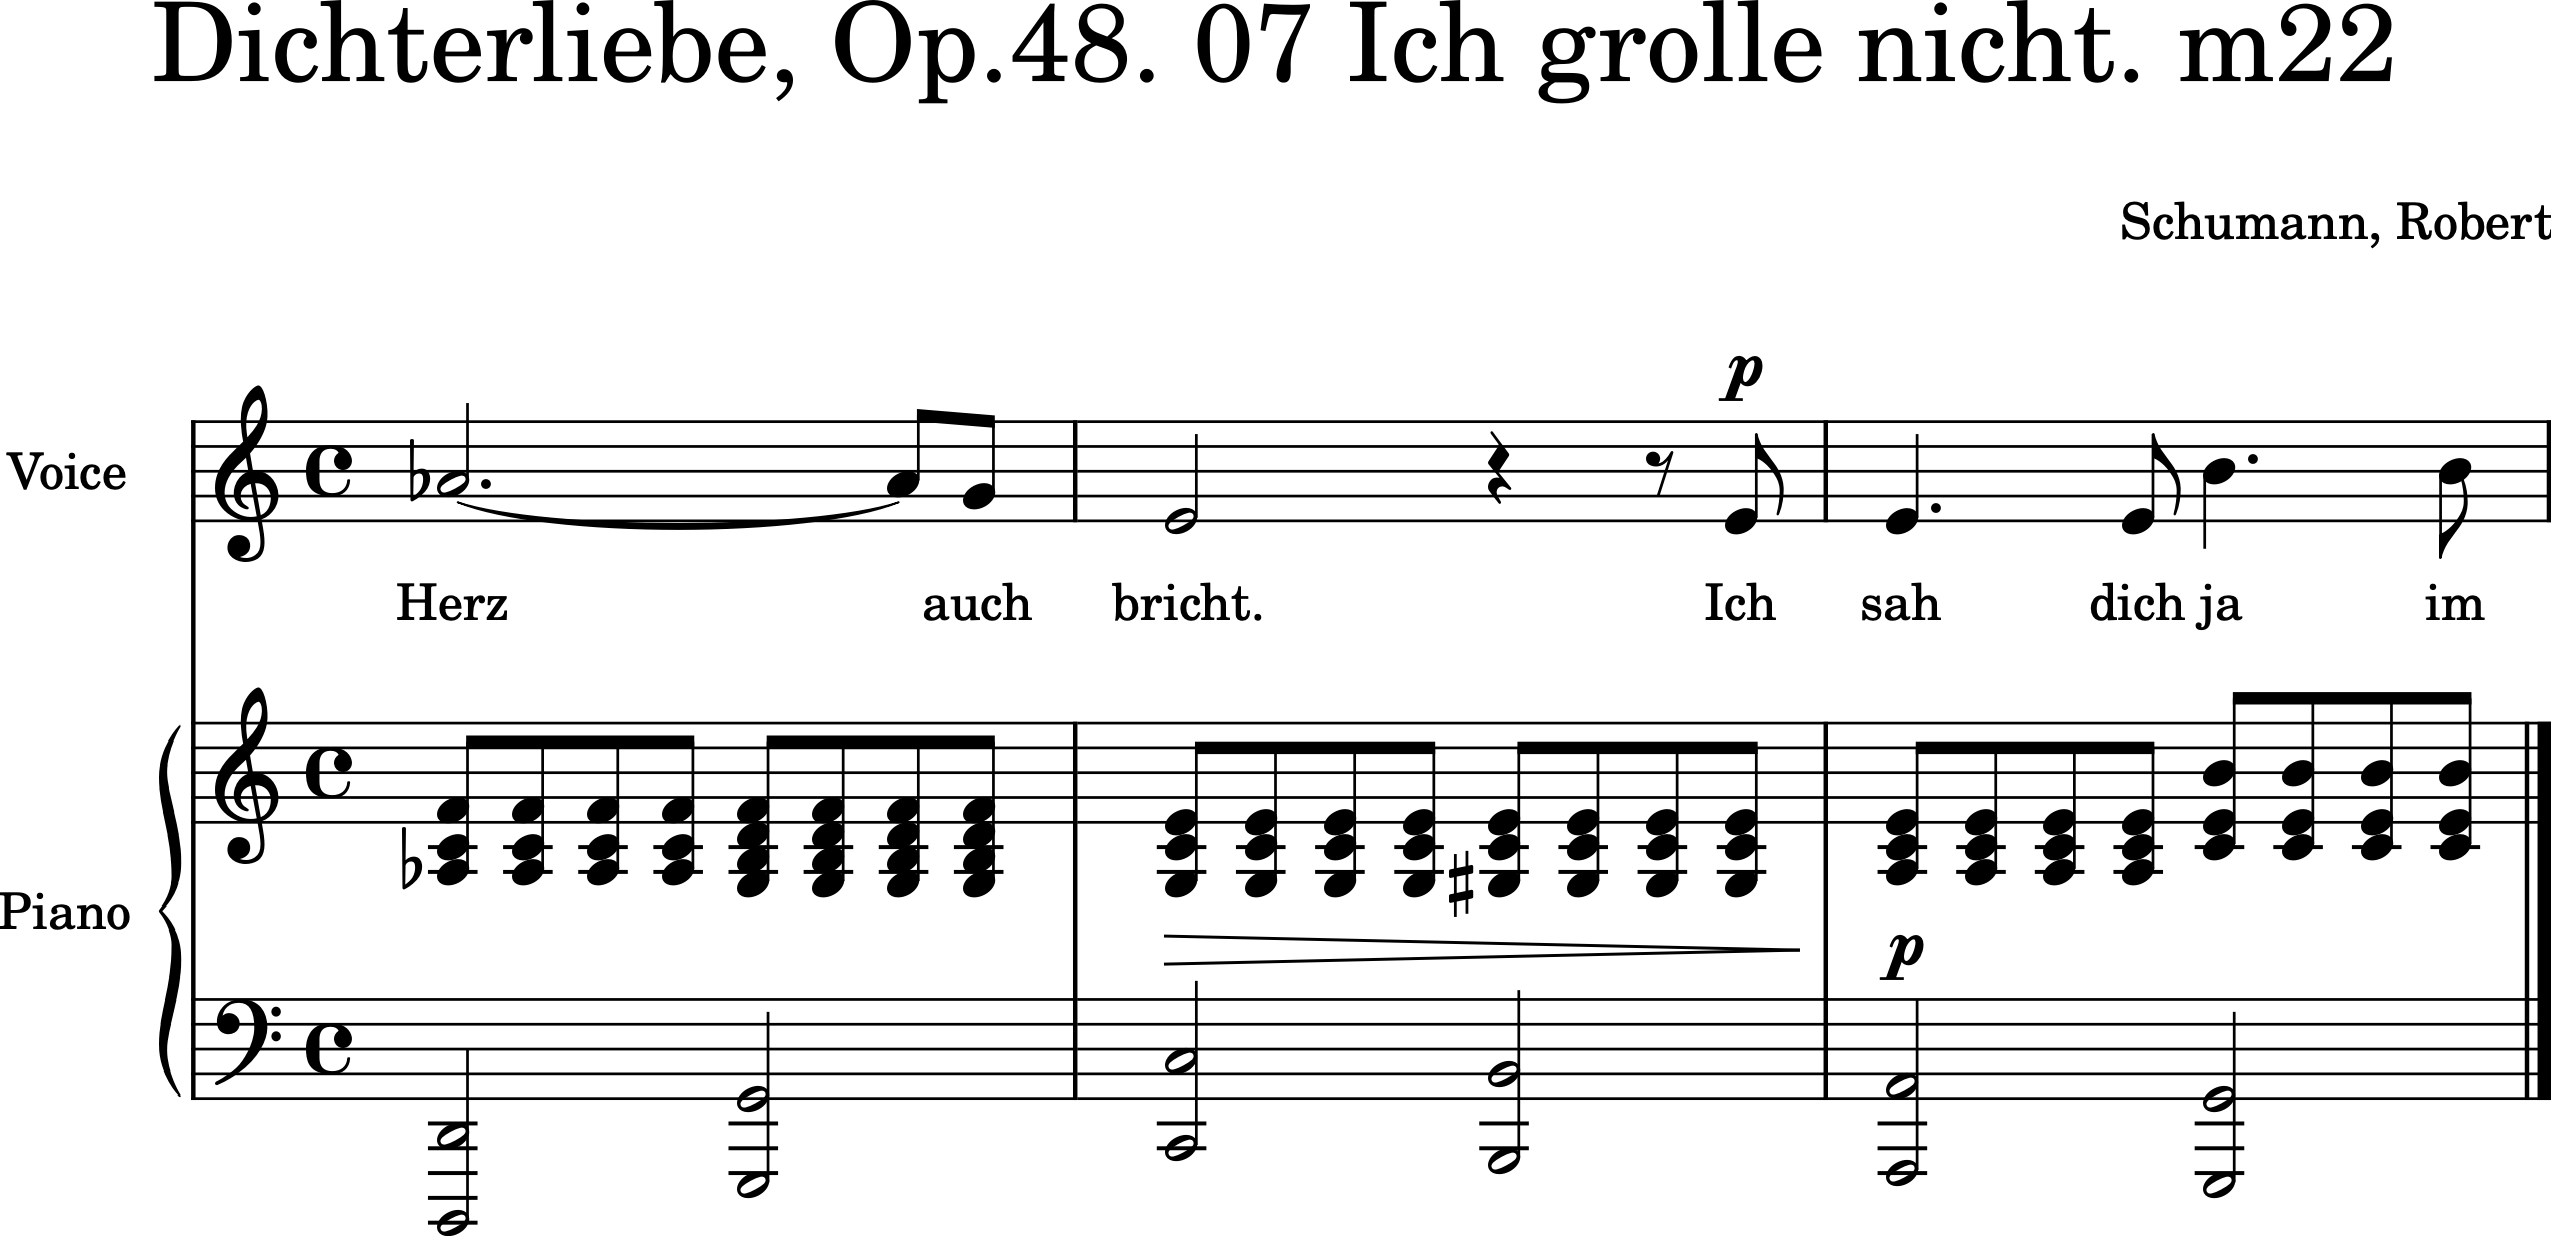 Dichterliebe, Op.48. 07 Ich grolle nicht. m22
Schumann, Robert
p
Voice
Herz auch bricht. Ich sah dich ja im
Piano
p